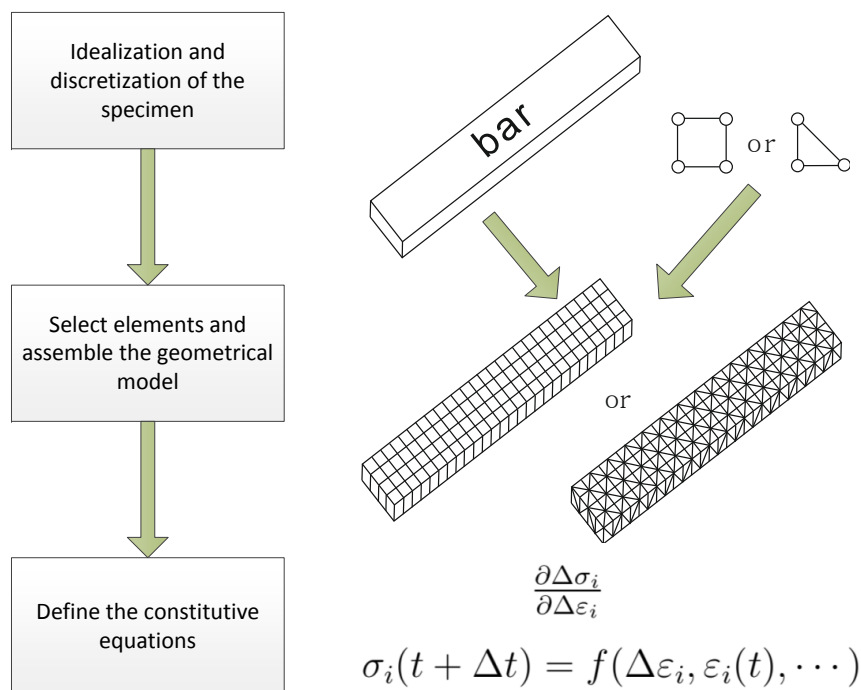 Idealization and
discretization of the
specimen
bar
or
Select elements and
assemble the geometrical
model
or
Define the constitutive
equations
∂Δσ_i
∂Δε_i
σ_i(t + Δt) = f(Δε_i, ε_i(t), ⋯)